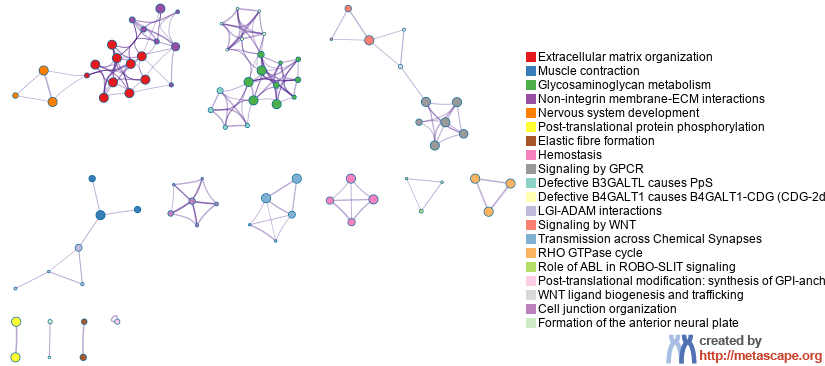 Extracellular matrix organization
Muscle contraction
Glycosaminoglycan metabolism
Non-integrin membrane-ECM interactions
Nervous system development
Post-translational protein phosphorylation
Elastic fibre formation
Hemostasis
Signaling by GPCR
Defective B3GALTL causes PpS
Defective B4GALT1 causes B4GALT1-CDG (CDG-2d
LGI-ADAM interactions
Signaling by WNT
Transmission across Chemical Synapses
RHO GTPase cycle
Role of ABL in ROBO-SLIT signaling
Post-translational modification: synthesis of GPI-anch
WNT ligand biogenesis and trafficking
Cell junction organization
Formation of the anterior neural plate
created by
http://metascape.org